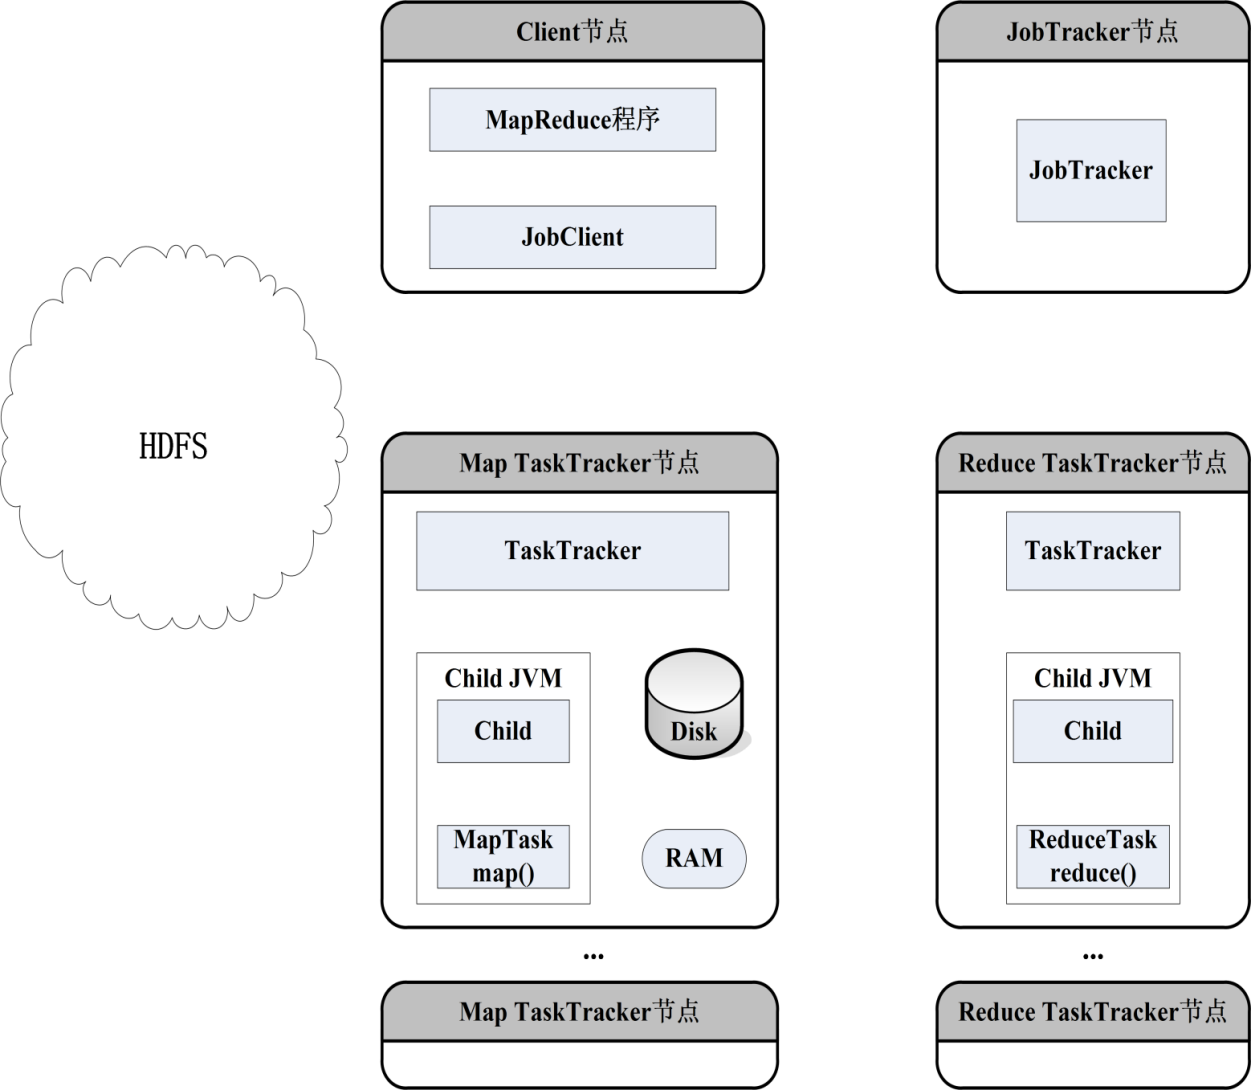 Client节点
MapReduce程序
JobClient
JobTracker节点
JobTracker
HDFS
Map TaskTracker节点
TaskTracker
Child JVM
Child
MapTask
map()
Disk
RAM
...
Map TaskTracker节点
Reduce TaskTracker节点
TaskTracker
Child JVM
Child
ReduceTask
reduce()
...
Reduce TaskTracker节点